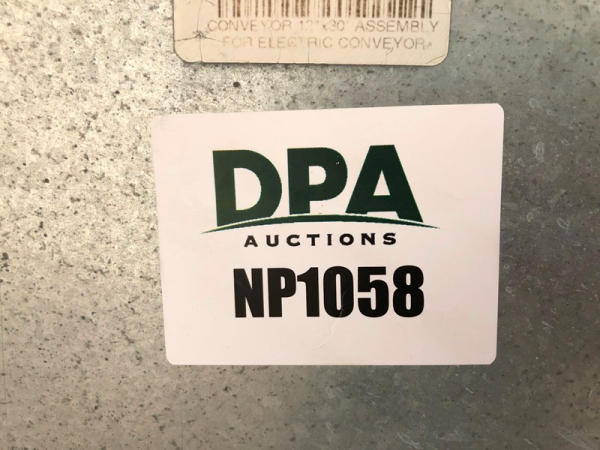 CONVEYOR 12"x30' ASSEMBLY
FOR ELECTRIC CONVEYOR
DPA
AUCTIONS
NP1058